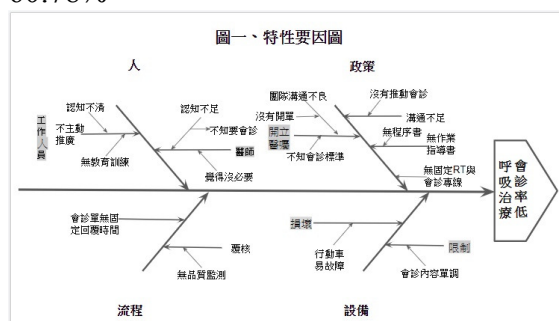 圖一、特性要因圖
人
政策
認知不清
不主動
推廣
工作人員
無教育訓練
認知不足
不知要會診
醫師
覺得沒必要
團隊溝通不良
沒有開單
開立
醫囑
不知會診標準
沒有推動會診
溝通不足
無程序書
無作業
指導書
無固定RT與
會診專線
呼吸治療
會診率低
會診單無固
定回覆時間
覆核
無品質監測
損壞
行動車
易故障
限制
會診內容單調
流程
設備